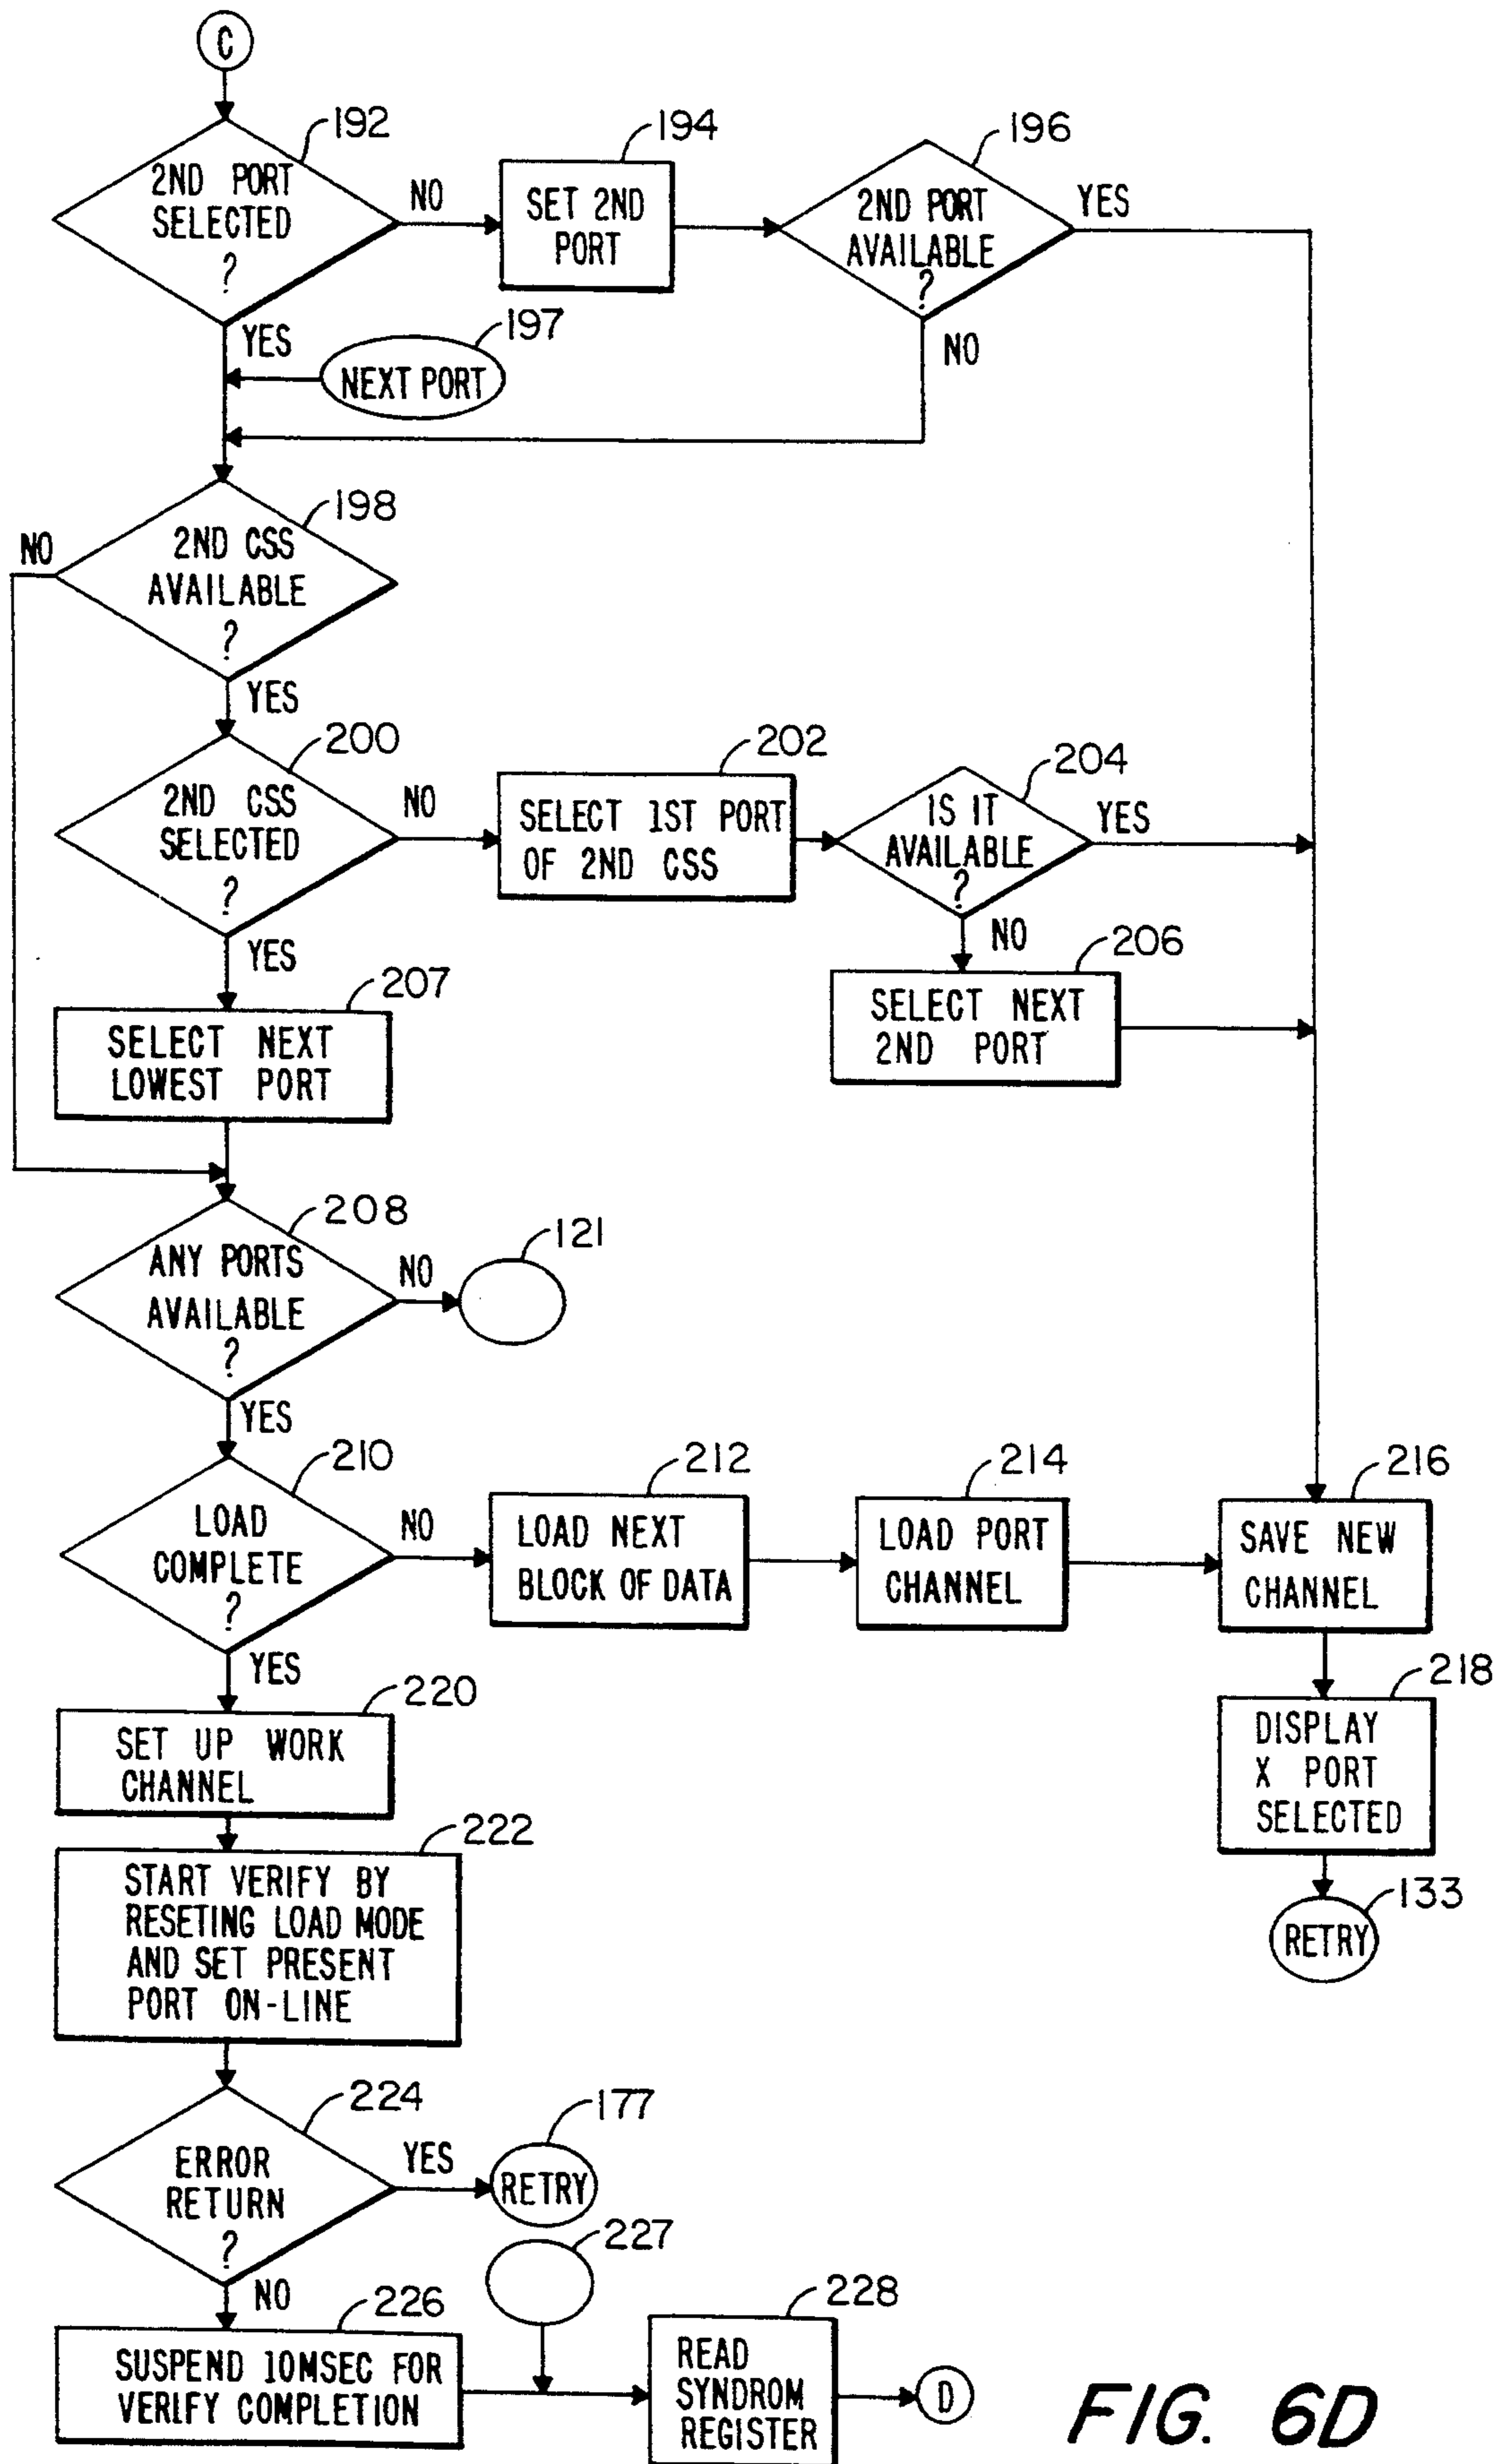 C
192
2ND PORT
SELECTED
?
NO
YES
194
SET 2ND
PORT
196
2ND PORT
AVAILABLE
?
YES
NO
197
NEXT PORT
198
2ND CSS
AVAILABLE
?
NO
YES
200
2ND CSS
SELECTED
?
NO
YES
202
SELECT 1ST PORT
OF 2ND CSS
204
IS IT
AVAILABLE
?
YES
NO
206
SELECT NEXT
2ND PORT
207
SELECT NEXT
LOWEST PORT
208
ANY PORTS
AVAILABLE
?
NO
121
YES
210
LOAD
COMPLETE
?
NO
YES
212
LOAD NEXT
BLOCK OF DATA
214
LOAD PORT
CHANNEL
216
SAVE NEW
CHANNEL
218
DISPLAY
X PORT
SELECTED
133
RETRY
220
SET UP WORK
CHANNEL
222
START VERIFY BY
RESETING LOAD MODE
AND SET PRESENT
PORT ON-LINE
224
ERROR
RETURN
?
YES
177
RETRY
NO
227
226
SUSPEND 10MSEC FOR
VERIFY COMPLETION
228
READ
SYNDROM
REGISTER
D
FIG. 6D